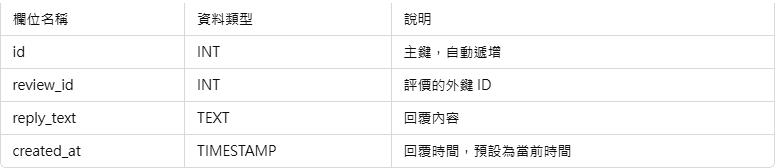 欄位名稱 資料類型 說明
id INT 主鍵，自動遞增
review_id INT 評價的外鍵 ID
reply_text TEXT 回覆內容
created_at TIMESTAMP 回覆時間，預設為當前時間